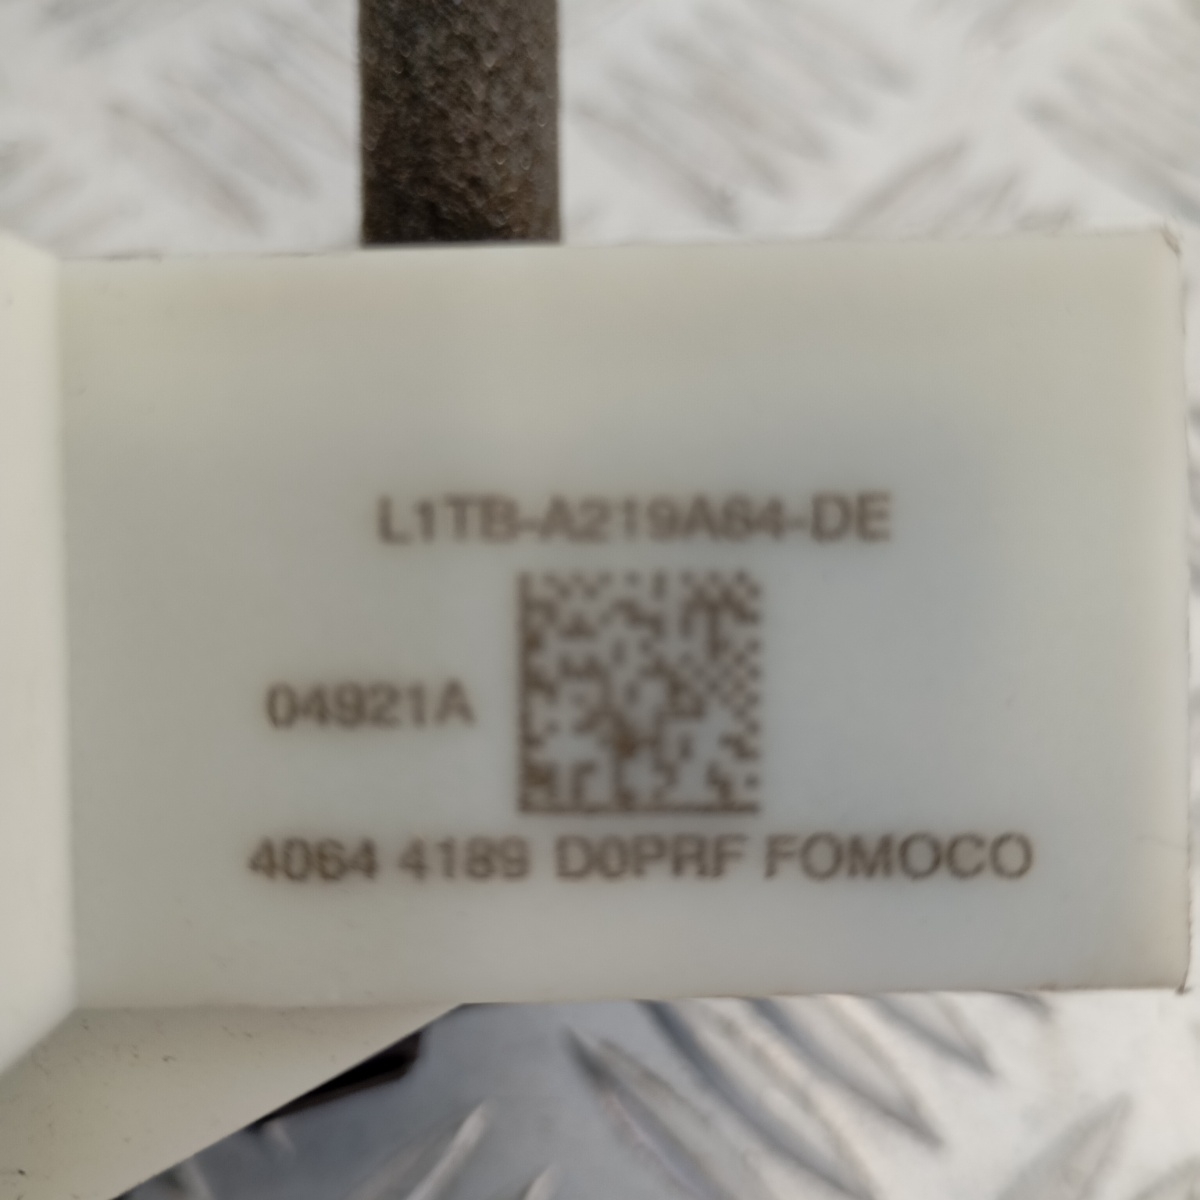 L1TB-A219A64-DE
04921A
4064 4189 D0PRF FOMOCO